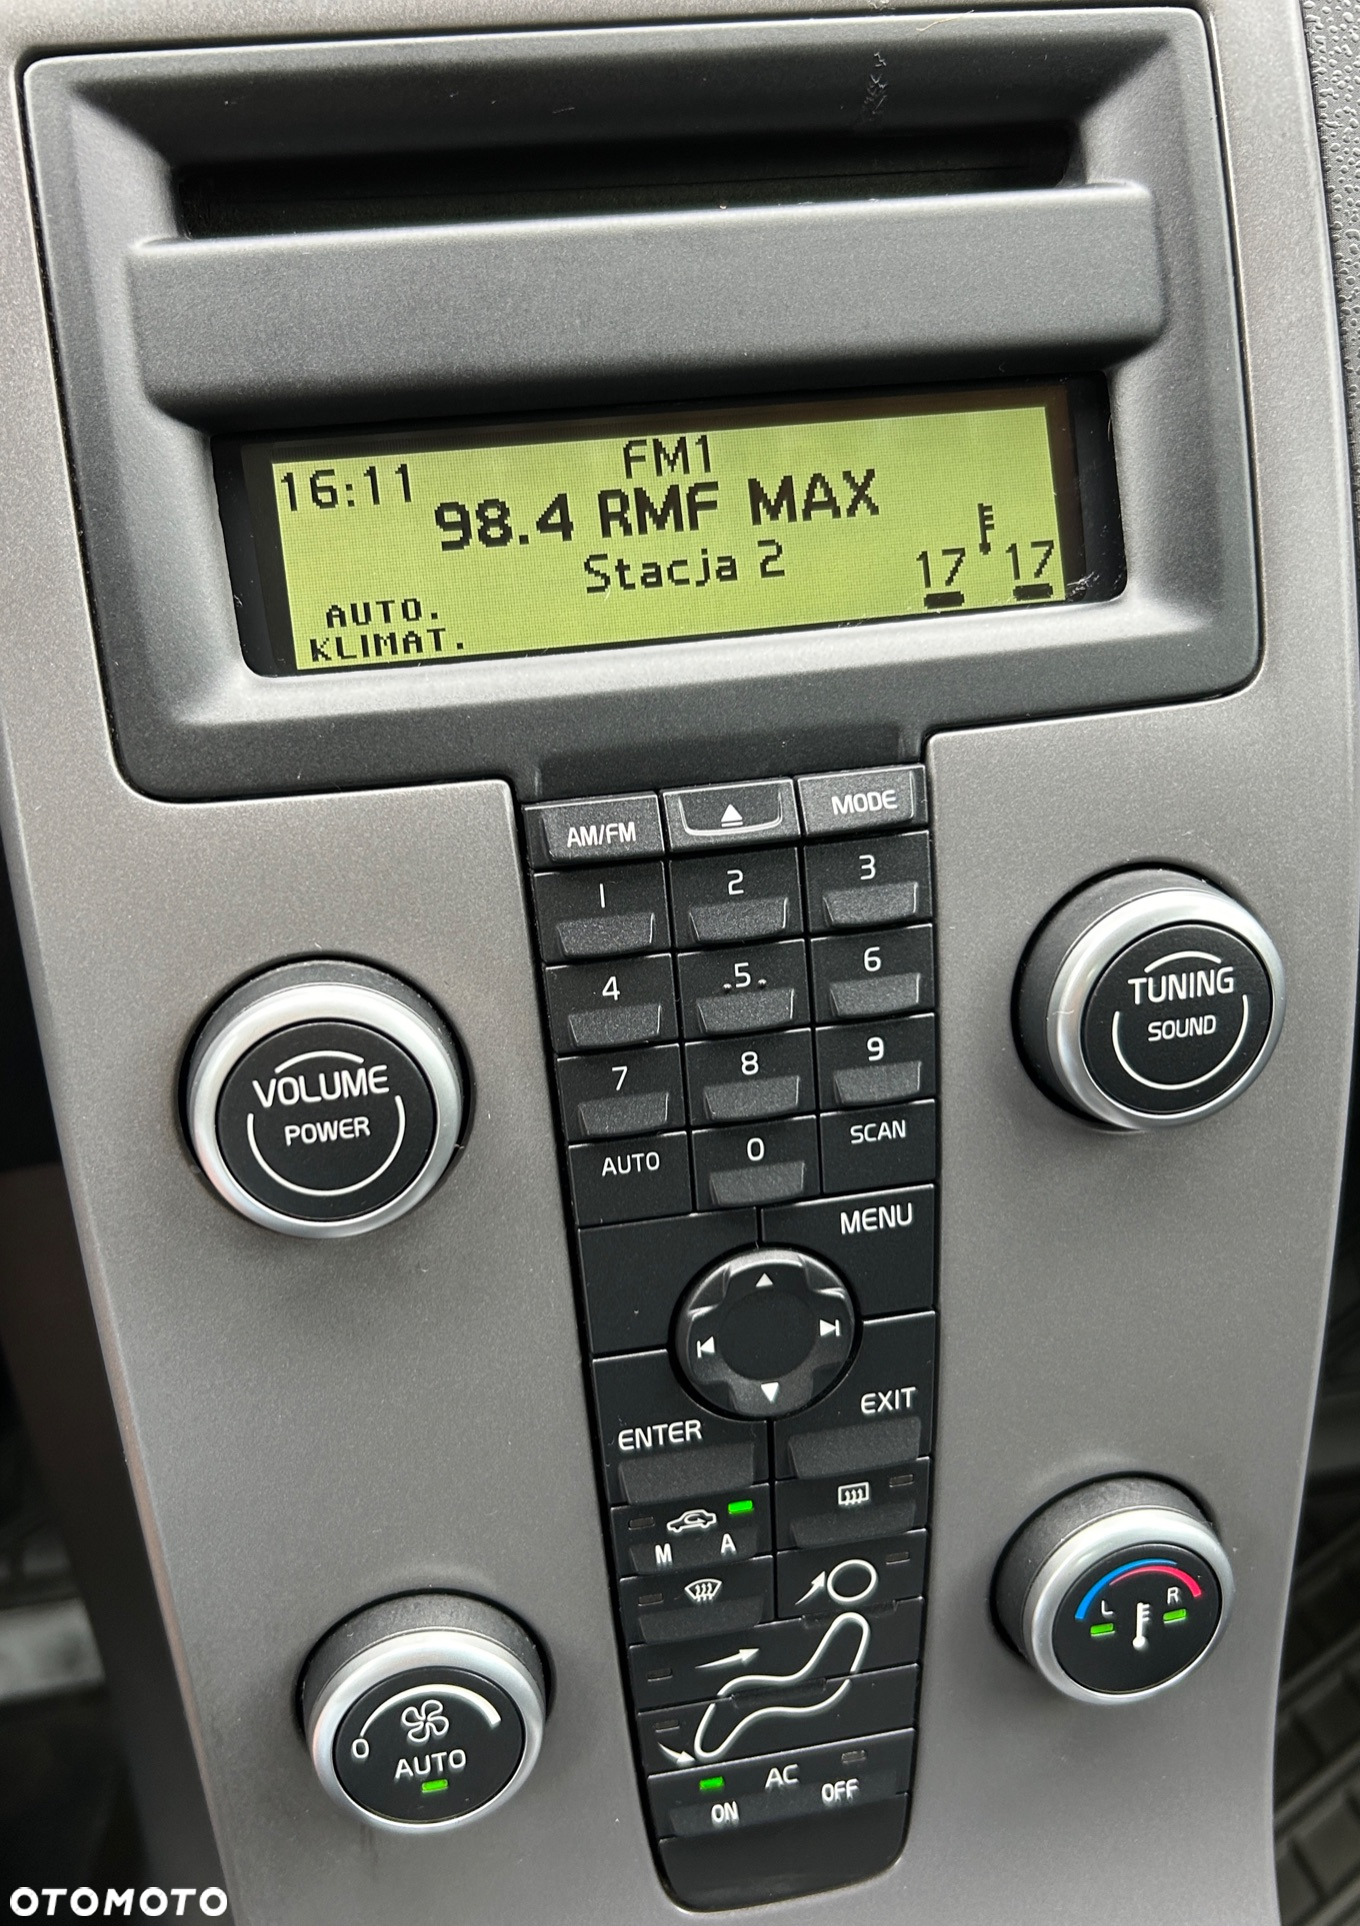 16:11
FM1
98.4 RMF MAX
Stacja 2
17 17
AUTO.
KLIMAT.
AM/FM
MODE
1 2 3
4 .5. 6
7 8 9
AUTO 0 SCAN
VOLUME
POWER
TUNING
SOUND
MENU
ENTER
EXIT
M A
L R
0
AUTO
AC
ON OFF
OTOMOTO